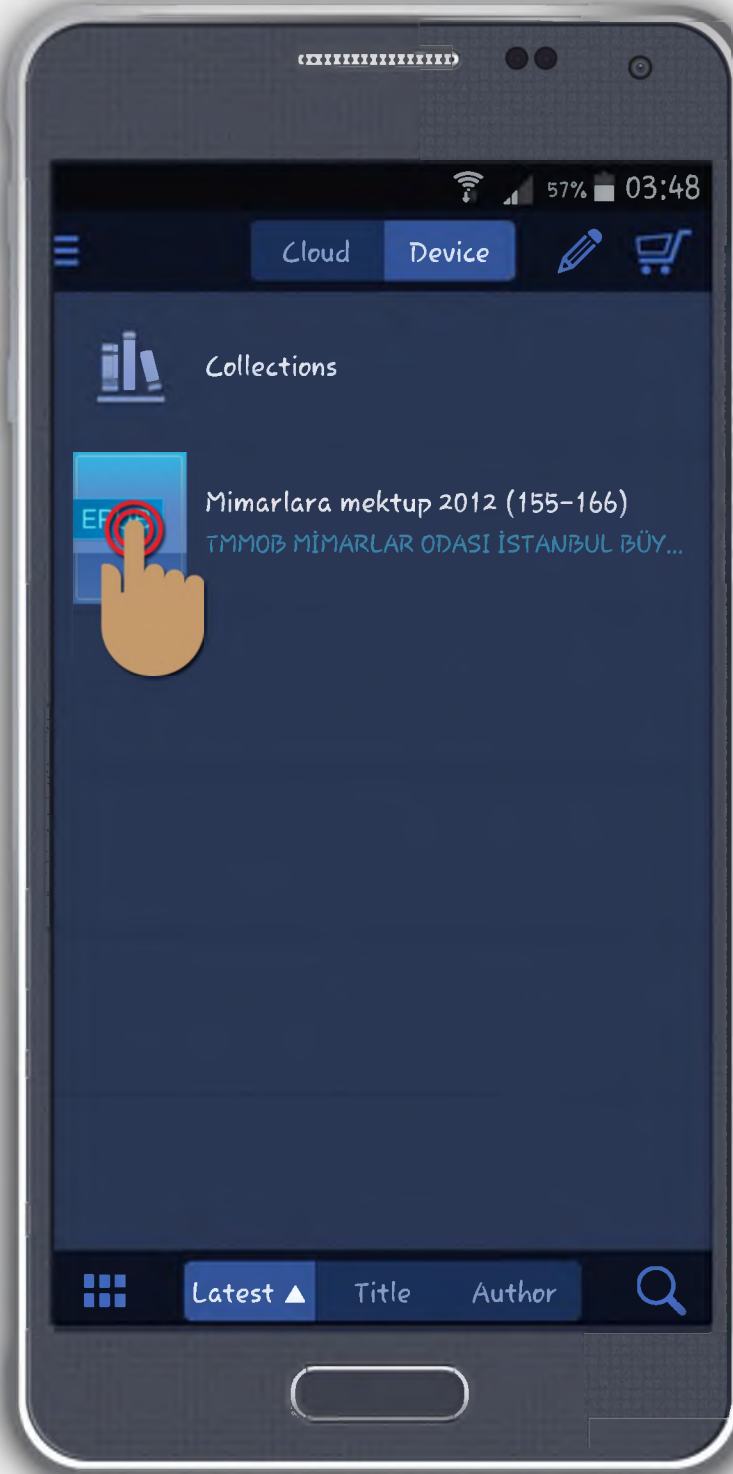 57% 03:48
Cloud Device
Collections
Mimarlara mektup 2012 (155-166)
TMMOB MİMARLAR ODASI İSTANBUL BÜY...
Latest ▲ Title Author